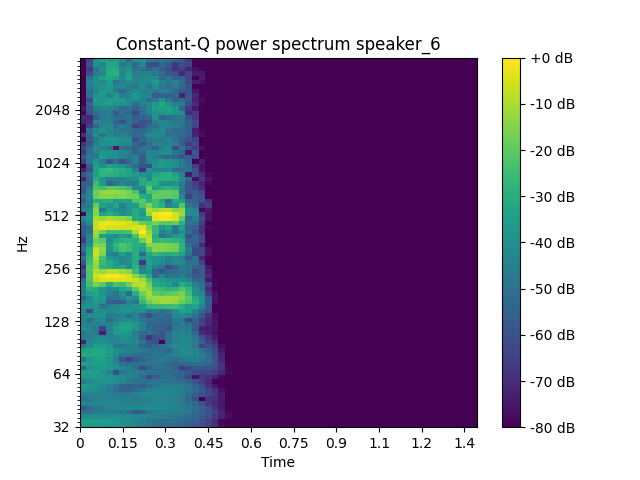 Constant-Q power spectrum speaker_6
Hz
2048
1024
512
256
128
64
32
0 0.15 0.3 0.45 0.6 0.75 0.9 1.1 1.2 1.4
Time
+0 dB
-10 dB
-20 dB
-30 dB
-40 dB
-50 dB
-60 dB
-70 dB
-80 dB